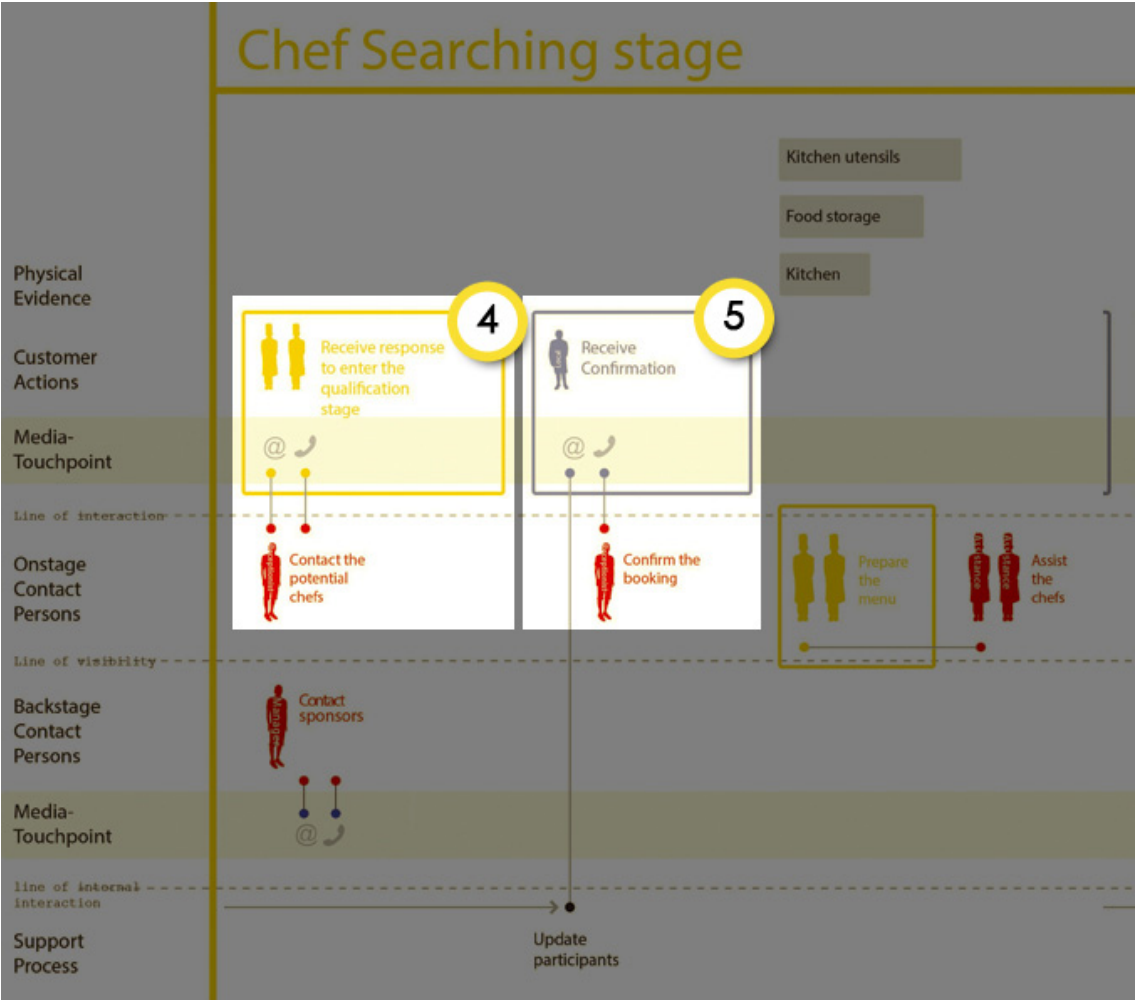 Chef Searching stage
Kitchen utensils
Food storage
Kitchen
Physical
Evidence
4
5
Customer
Actions
Receive response
to enter the
qualification
stage
Receive
Confirmation
Media-
Touchpoint
@
@
Line of interaction
Onstage
Contact
Persons
Contact the
potential
chefs
Confirm the
booking
Prepare
the
menu
Assist
the
chefs
Line of visibility
Backstage
Contact
Persons
Manager
Contact
sponsors
Media-
Touchpoint
@
line of internal
interaction
Support
Process
Update
participants